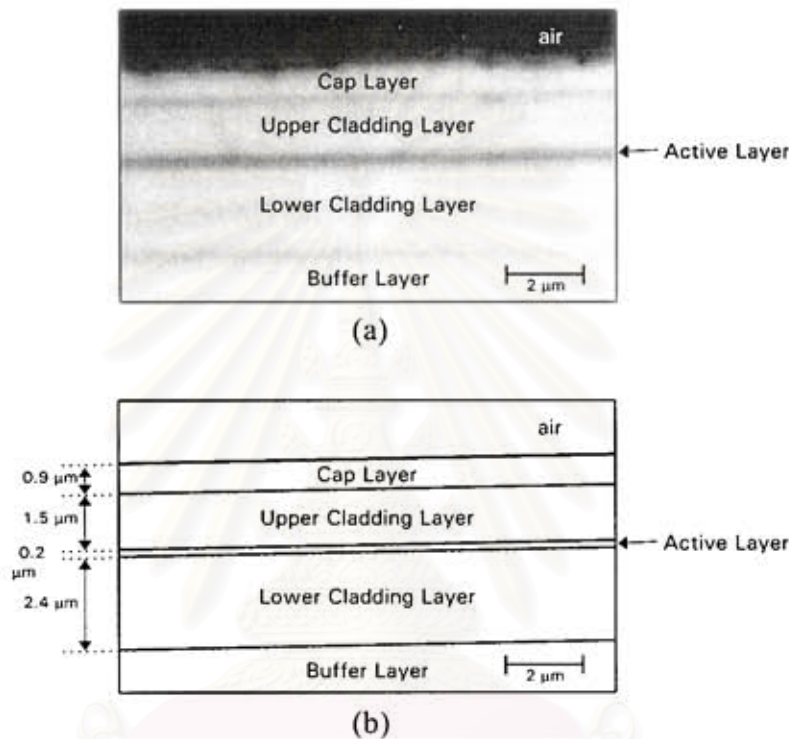 air
Cap Layer
Upper Cladding Layer
Active Layer
Lower Cladding Layer
Buffer Layer
2 μm
(a)
air
0.9 μm
Cap Layer
1.5 μm
Upper Cladding Layer
0.2
μm
Active Layer
2.4 μm
Lower Cladding Layer
Buffer Layer
2 μm
(b)